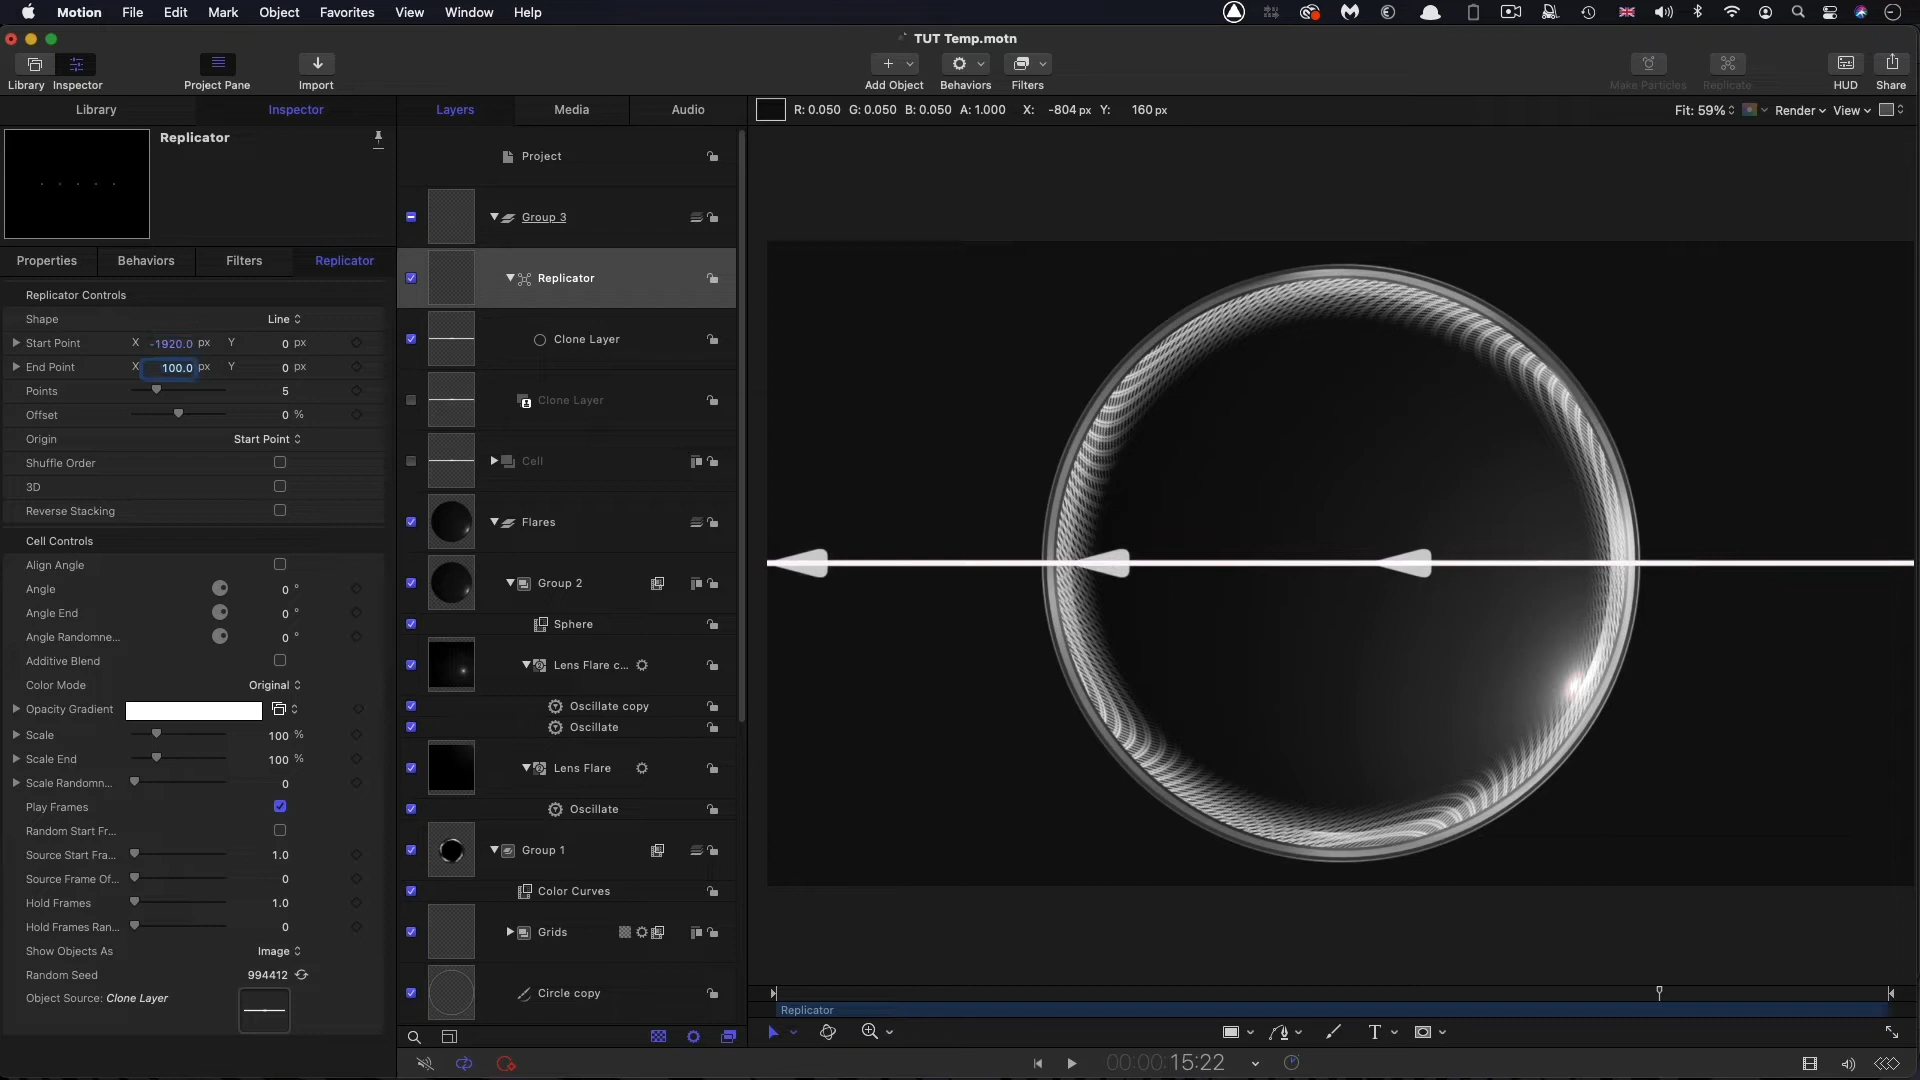 Motion File Edit Mark Object Favorites View Window Help
TUT Temp.motn
Library Inspector Project Pane Import Add Object Behaviors Filters Make Particles Replicate HUD Share
Library Inspector Layers Media Audio R: 0.050 G: 0.050 B: 0.050 A: 1.000 X: -804 px Y: 160 px Fit: 59% Render View
Replicator
Properties Behaviors Filters Replicator
Replicator Controls
Shape Line
Start Point X -1920.0 px Y 0 px
End Point X 100.0 px Y 0 px
Points 5
Offset 0 %
Origin Start Point
Shuffle Order
3D
Reverse Stacking
Cell Controls
Align Angle
Angle 0 °
Angle End 0 °
Angle Randomne... 0 °
Additive Blend
Color Mode Original
Opacity Gradient
Scale 100 %
Scale End 100 %
Scale Randomn... 0
Play Frames
Random Start Fr...
Source Start Fra... 1.0
Source Frame Of... 0
Hold Frames 1.0
Hold Frames Ran... 0
Show Objects As Image
Random Seed 994412
Object Source: Clone Layer
Project
Group 3
Replicator
Clone Layer
Clone Layer
Cell
Flares
Group 2
Sphere
Lens Flare c...
Oscillate copy
Oscillate
Lens Flare
Oscillate
Group 1
Color Curves
Grids
Circle copy
Replicator
T
00:00:15:22